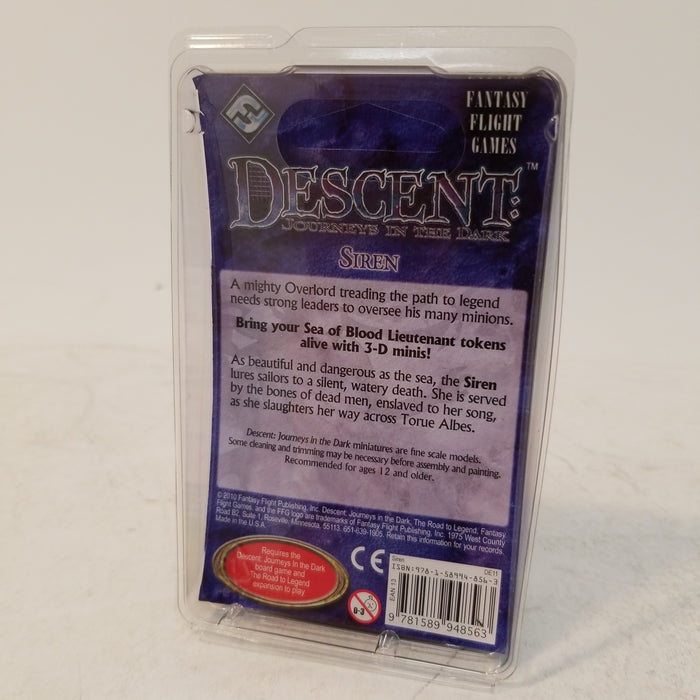 FANTASY
FLIGHT
GAMES
DESCENT:™
JOURNEYS IN THE DARK
SIREN
A mighty Overlord treading the path to legend
needs strong leaders to oversee his many minions.
Bring your Sea of Blood Lieutenant tokens
alive with 3-D minis!
As beautiful and dangerous as the sea, the Siren
lures sailors to a silent, watery death. She is served
by the bones of dead men, enslaved to her song,
as she slaughters her way across Torue Albes.
Descent: Journeys in the Dark miniatures are fine scale models.
Some cleaning and trimming may be necessary before assembly and painting.
Recommended for ages 12 and older.
© 2010 Fantasy Flight Publishing, Inc. Descent: Journeys in the Dark, The Road to Legend, Fantasy
Flight Games, and the FFG logo are trademarks of Fantasy Flight Publishing, Inc. 1975 West County
Road B2, Suite 1, Roseville, Minnesota, 55113. 651-639-1905. Retain this information for your records.
Made in the U.S.A.
Requires the
Descent: Journeys In the Dark
board game and
The Road to Legend
expansion to play
CE
0-3
Siren DE11
ISBN: 978-1-58994-856-3
EAN 13
9 781589 948563